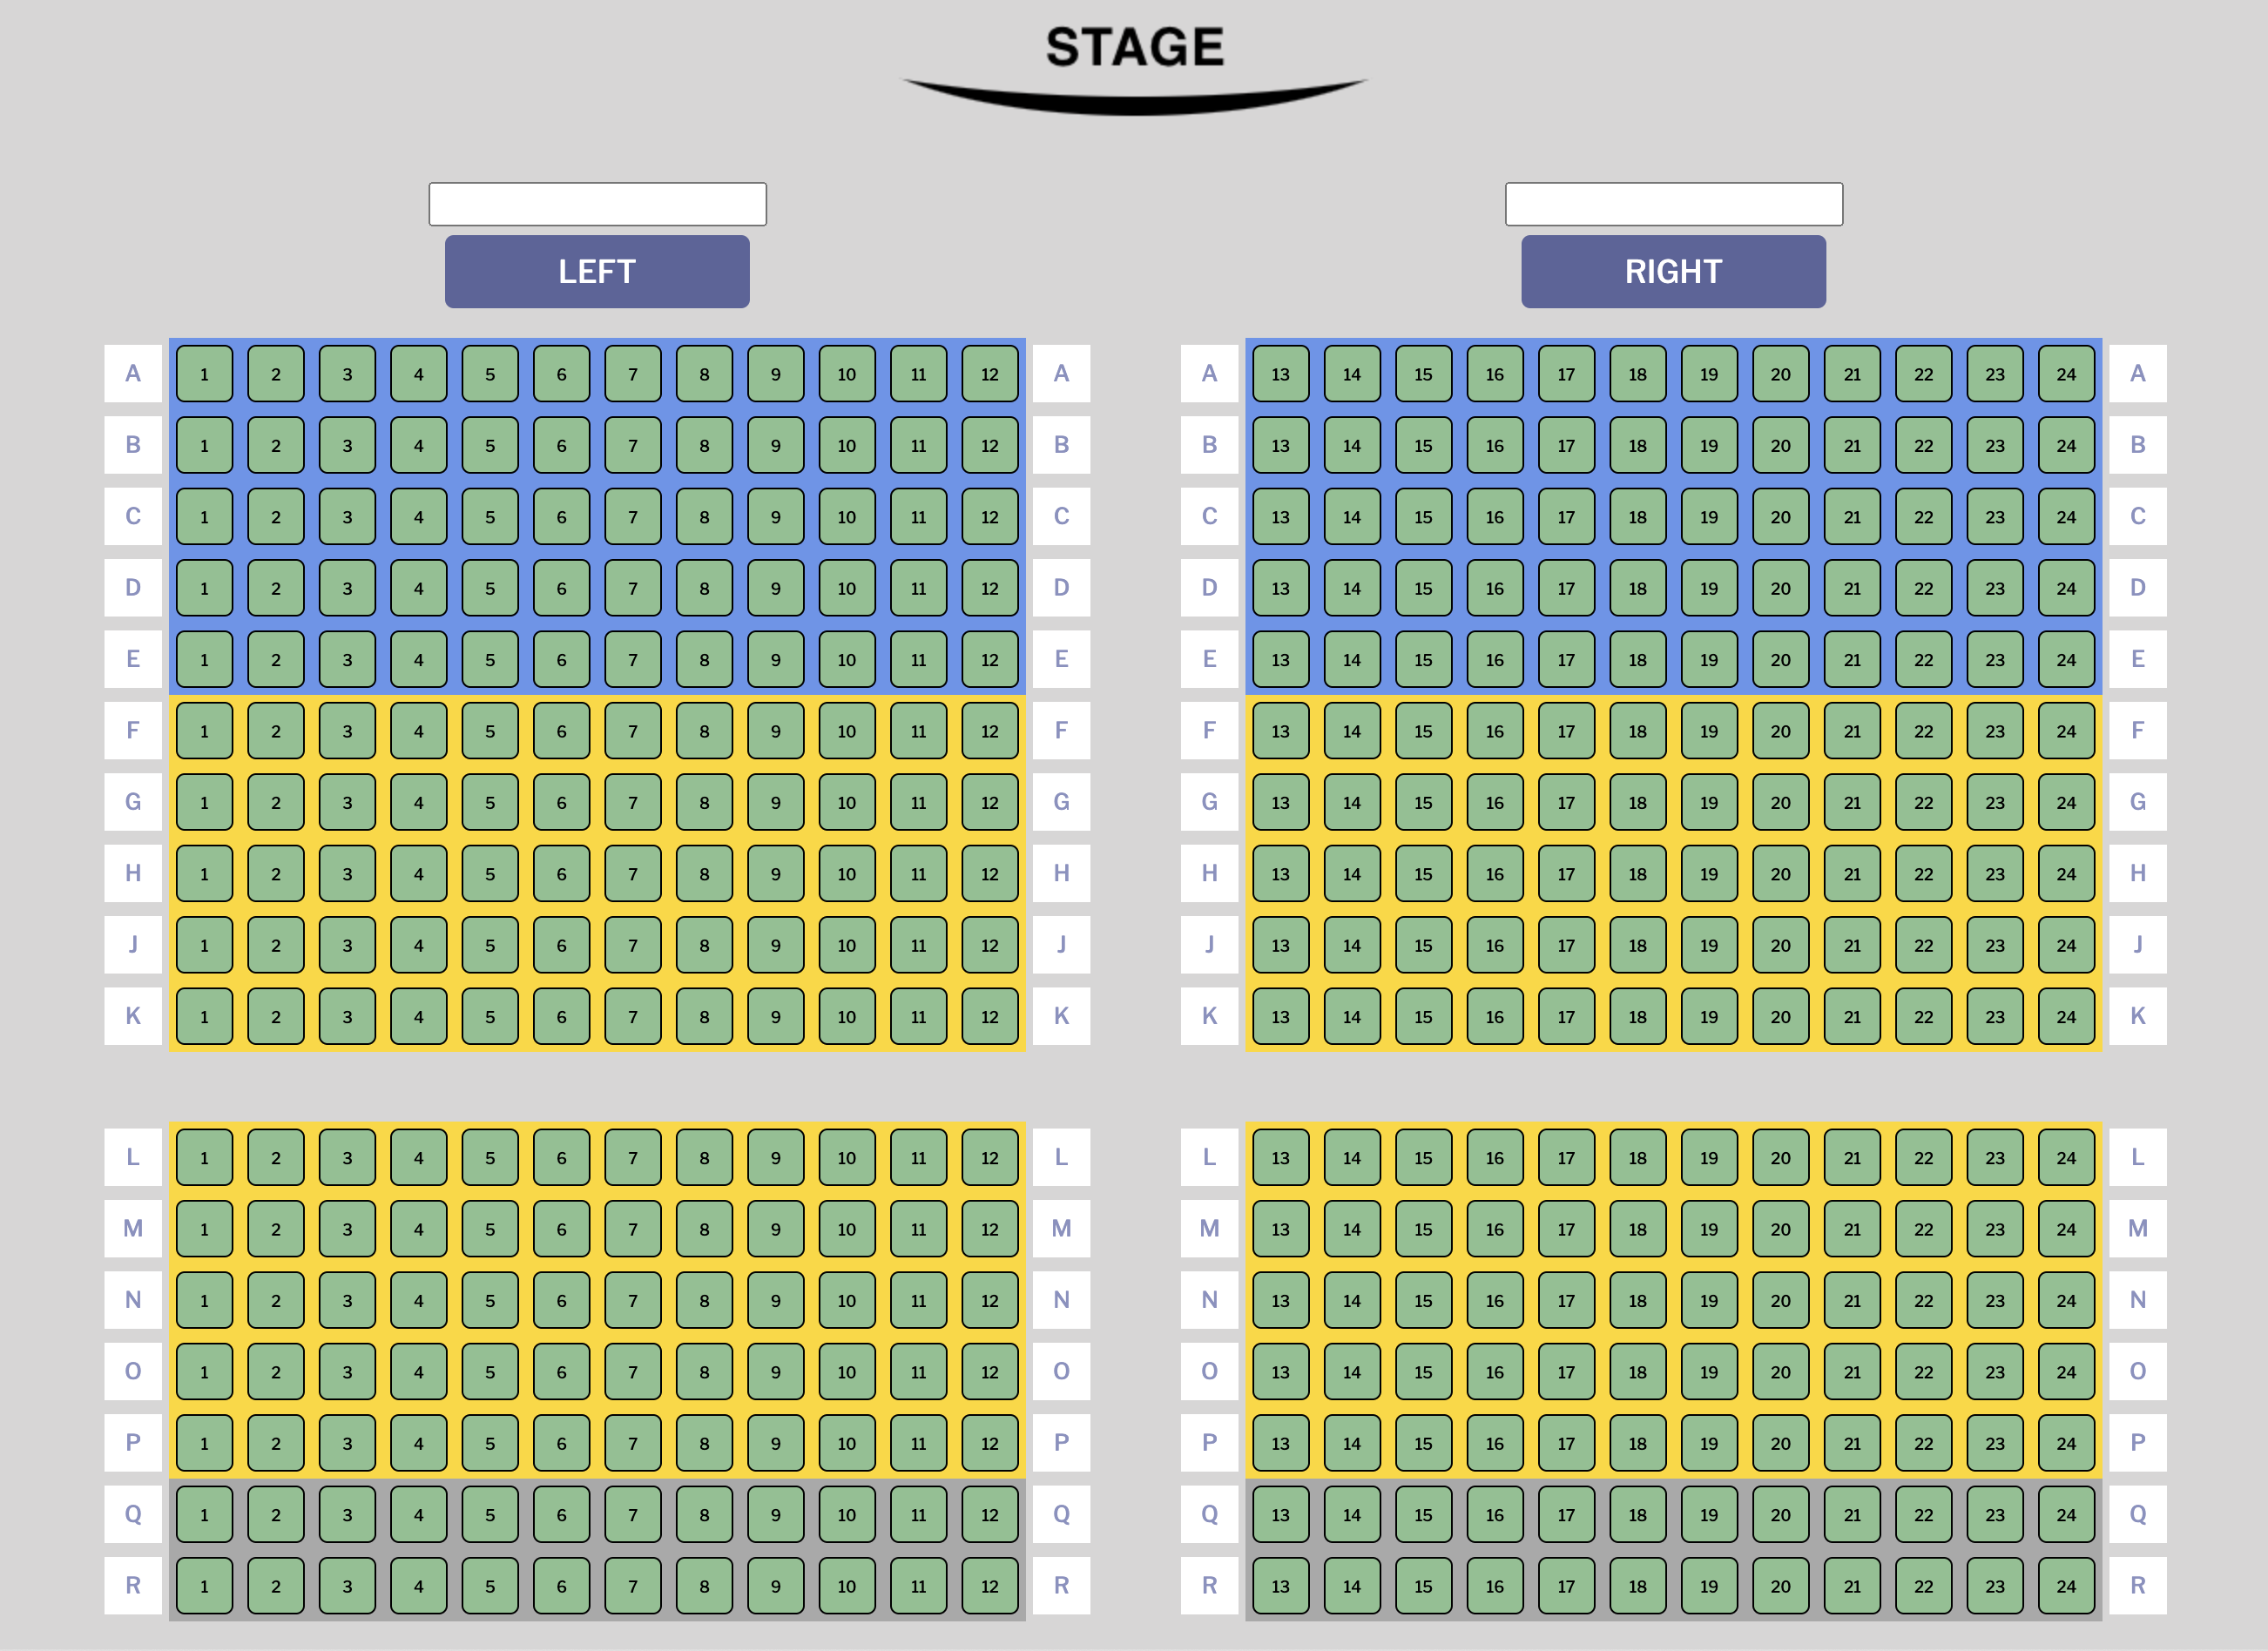 STAGE
LEFT RIGHT
A 1 2 3 4 5 6 7 8 9 10 11 12 A A 13 14 15 16 17 18 19 20 21 22 23 24 A
B 1 2 3 4 5 6 7 8 9 10 11 12 B B 13 14 15 16 17 18 19 20 21 22 23 24 B
C 1 2 3 4 5 6 7 8 9 10 11 12 C C 13 14 15 16 17 18 19 20 21 22 23 24 C
D 1 2 3 4 5 6 7 8 9 10 11 12 D D 13 14 15 16 17 18 19 20 21 22 23 24 D
E 1 2 3 4 5 6 7 8 9 10 11 12 E E 13 14 15 16 17 18 19 20 21 22 23 24 E
F 1 2 3 4 5 6 7 8 9 10 11 12 F F 13 14 15 16 17 18 19 20 21 22 23 24 F
G 1 2 3 4 5 6 7 8 9 10 11 12 G G 13 14 15 16 17 18 19 20 21 22 23 24 G
H 1 2 3 4 5 6 7 8 9 10 11 12 H H 13 14 15 16 17 18 19 20 21 22 23 24 H
J 1 2 3 4 5 6 7 8 9 10 11 12 J J 13 14 15 16 17 18 19 20 21 22 23 24 J
K 1 2 3 4 5 6 7 8 9 10 11 12 K K 13 14 15 16 17 18 19 20 21 22 23 24 K
L 1 2 3 4 5 6 7 8 9 10 11 12 L L 13 14 15 16 17 18 19 20 21 22 23 24 L
M 1 2 3 4 5 6 7 8 9 10 11 12 M M 13 14 15 16 17 18 19 20 21 22 23 24 M
N 1 2 3 4 5 6 7 8 9 10 11 12 N N 13 14 15 16 17 18 19 20 21 22 23 24 N
O 1 2 3 4 5 6 7 8 9 10 11 12 O O 13 14 15 16 17 18 19 20 21 22 23 24 O
P 1 2 3 4 5 6 7 8 9 10 11 12 P P 13 14 15 16 17 18 19 20 21 22 23 24 P
Q 1 2 3 4 5 6 7 8 9 10 11 12 Q Q 13 14 15 16 17 18 19 20 21 22 23 24 Q
R 1 2 3 4 5 6 7 8 9 10 11 12 R R 13 14 15 16 17 18 19 20 21 22 23 24 R